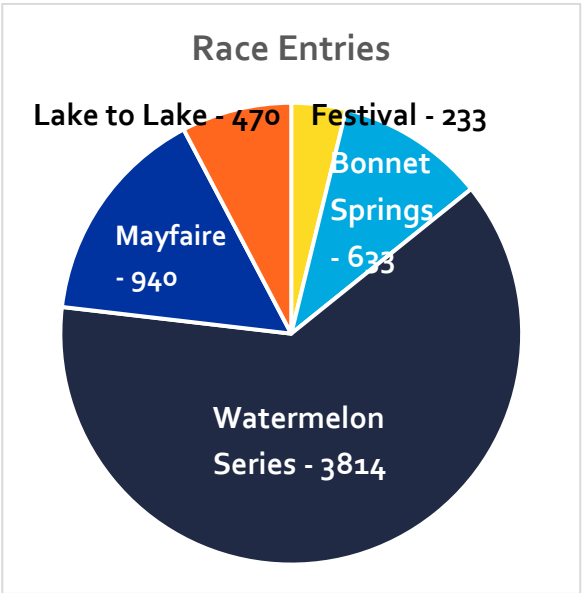 Race Entries
Lake to Lake - 470
Festival - 233
Bonnet
Springs
- 633
Mayfaire
- 940
Watermelon
Series - 3814